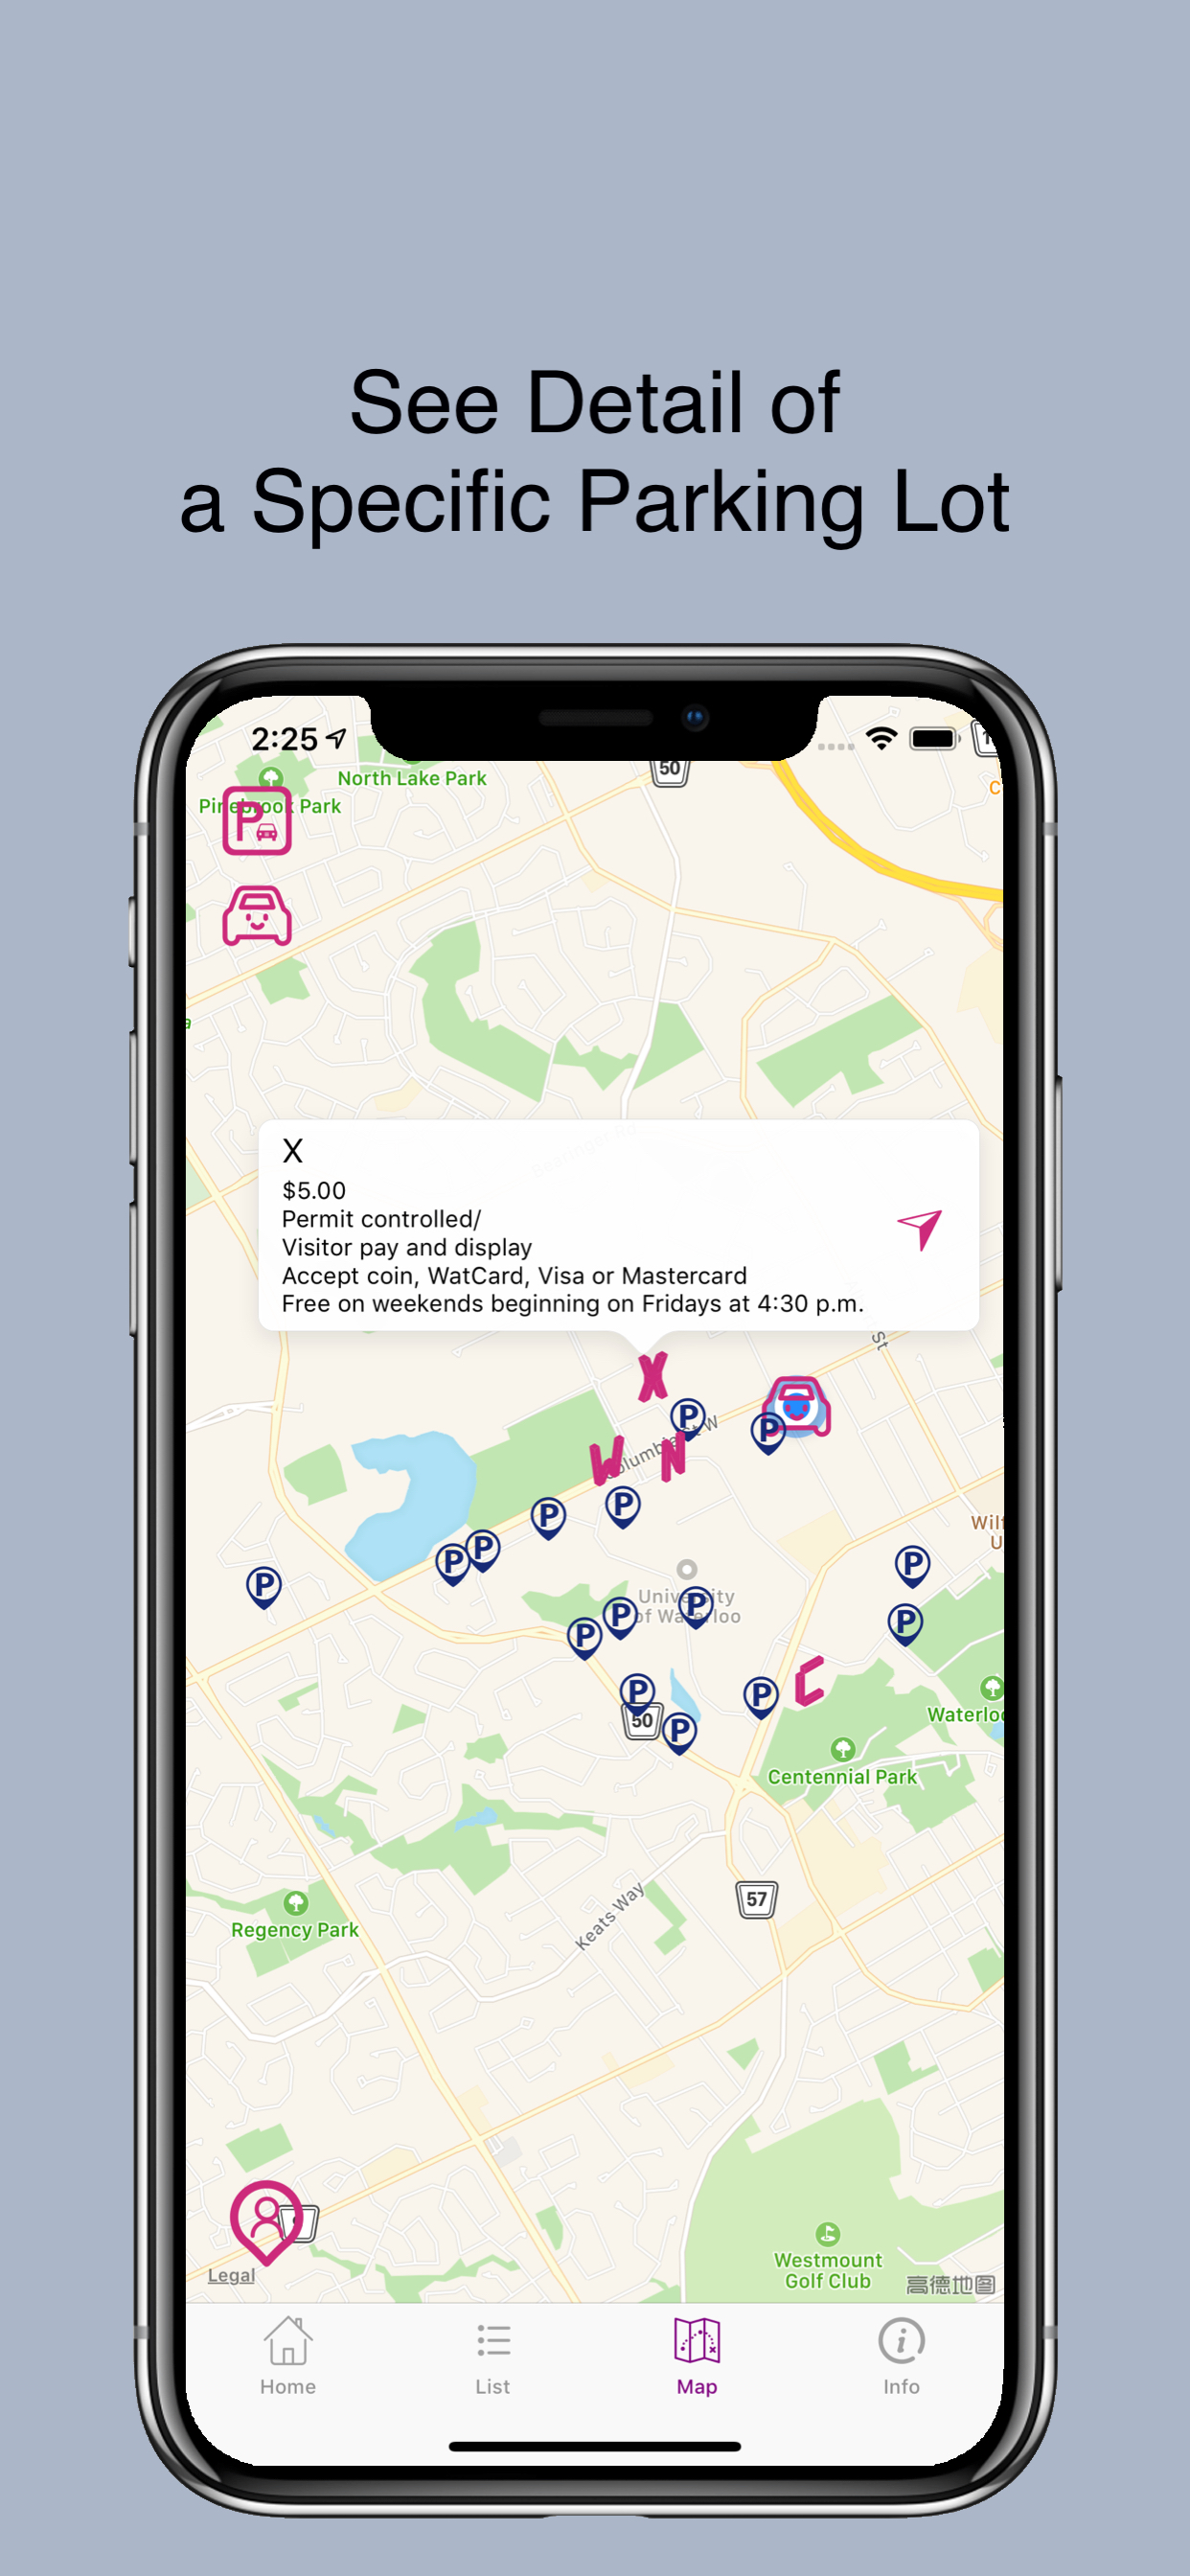 See Detail of
a Specific Parking Lot
2:25
50
North Lake Park
Pinebrook Park
P
X
$5.00
Permit controlled/
Visitor pay and display
Accept coin, WatCard, Visa or Mastercard
Free on weekends beginning on Fridays at 4:30 p.m.
St
X
P
P
Columbia St W
W
N
P
P
P
P
P
P
University
of Waterloo
P
P
P
P
C
P
P
50
P
Centennial Park
57
Keats Way
Regency Park
Westmount
Golf Club
Legal
高德地图
Home
List
Map
Info